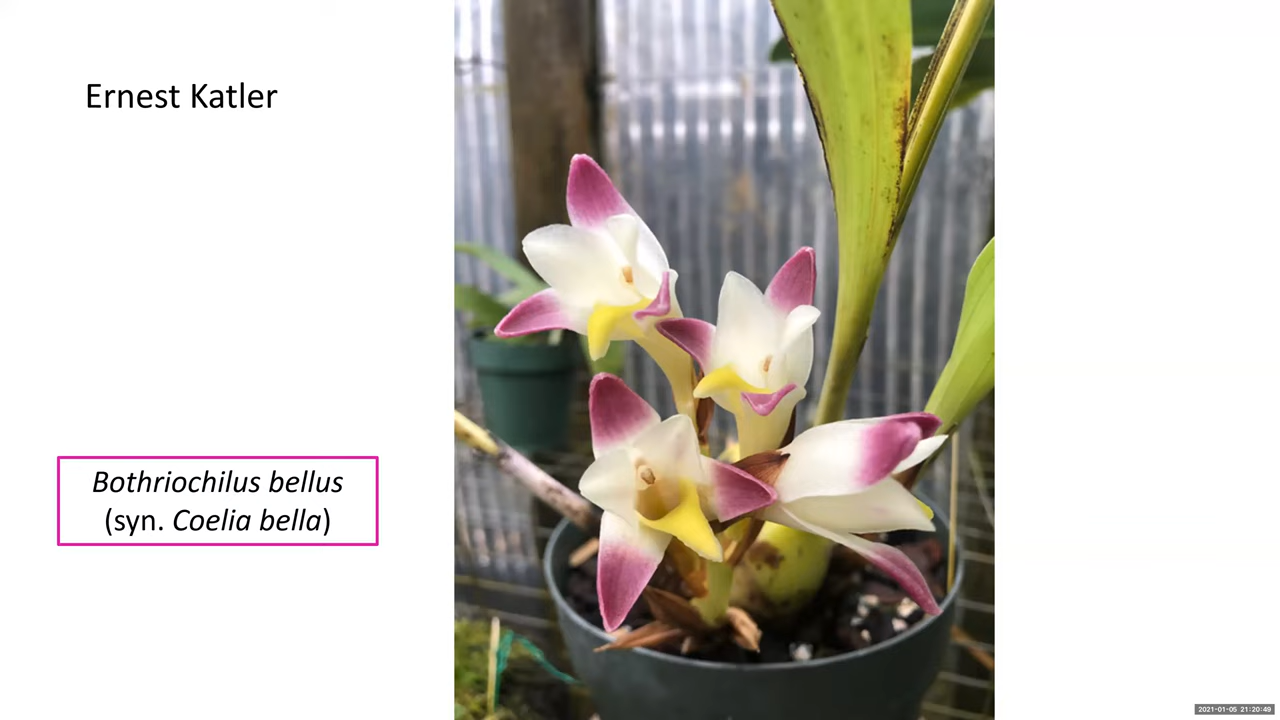 Ernest Katler
Bothriochilus bellus
(syn. Coelia bella)
2021-01-05 21:20:49